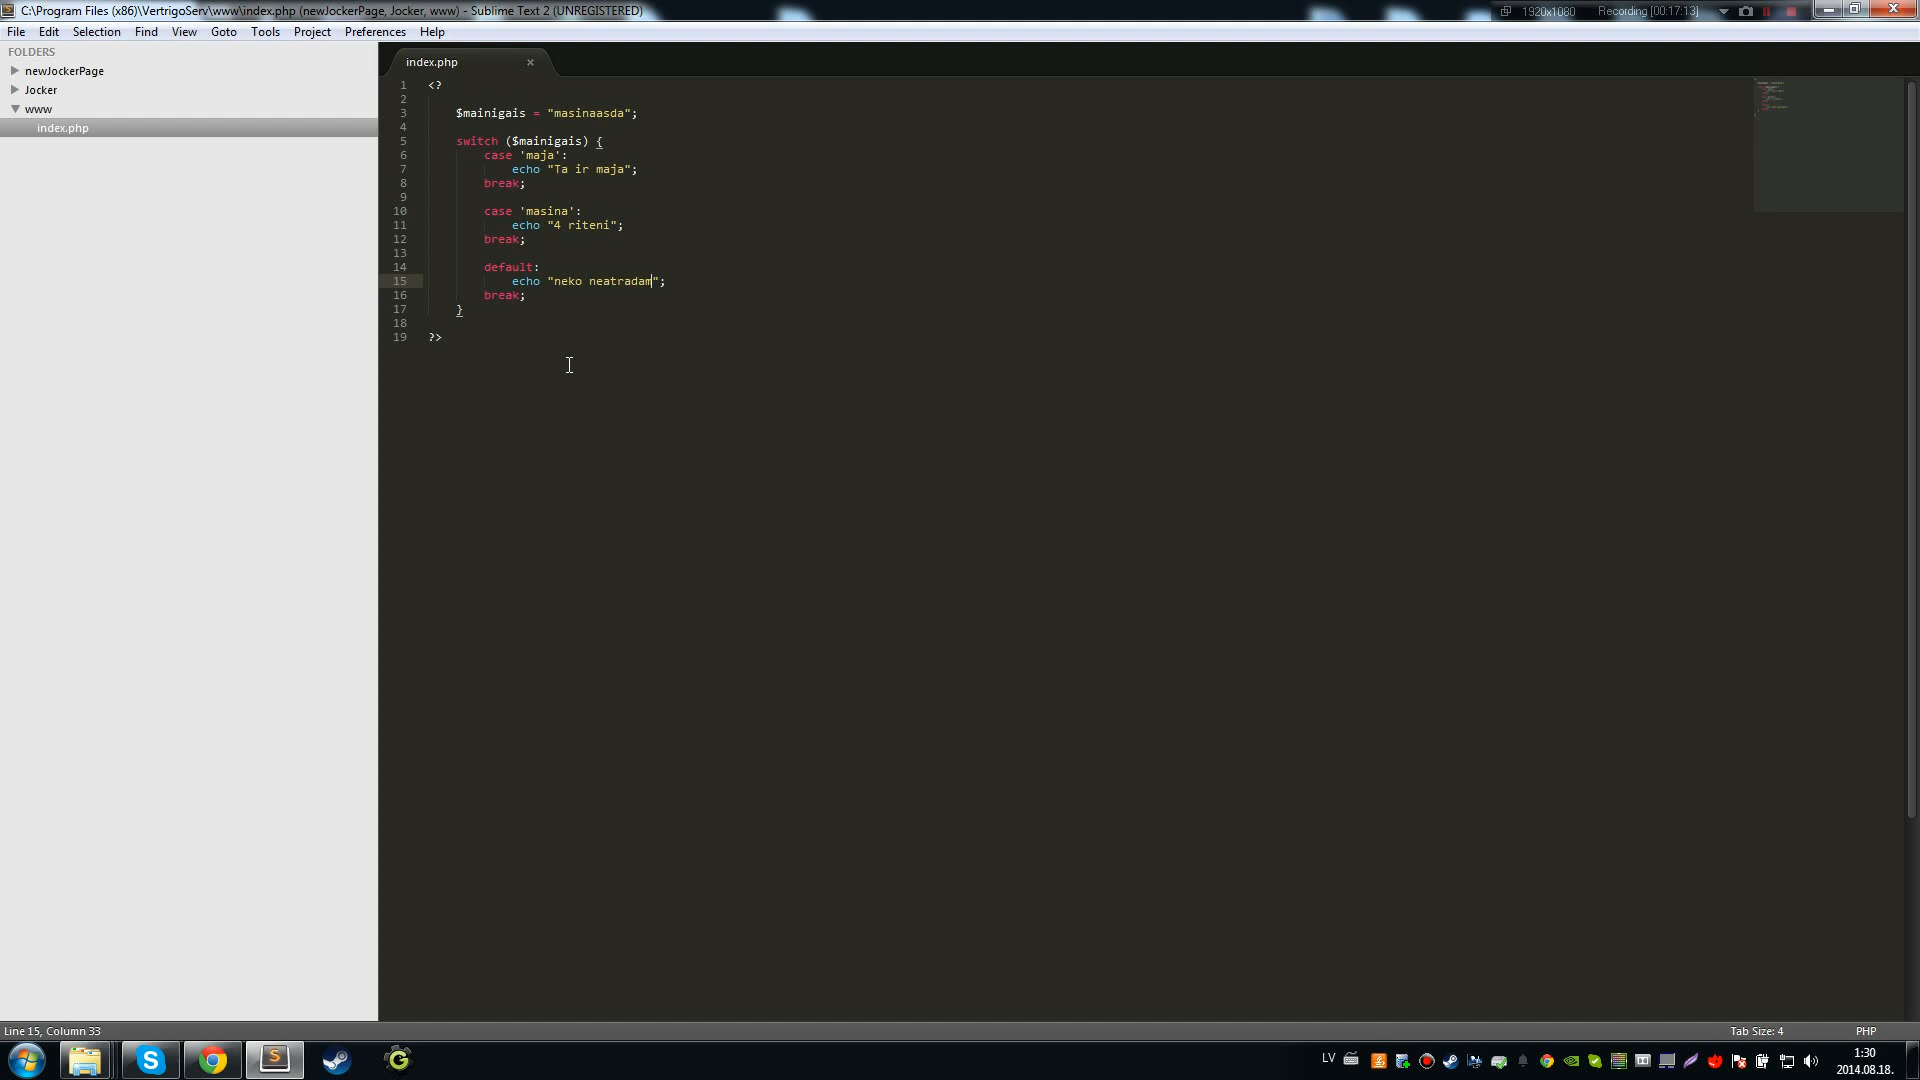 C:\Program Files (x86)\VertrigoServ\www\index.php (newJockerPage, Jocker, www) - Sublime Text 2 (UNREGISTERED)
1920x1080 Recording [00:17:13]
File Edit Selection Find View Goto Tools Project Preferences Help
FOLDERS
newJockerPage
Jocker
www
index.php
index.php
1 <?
2
3 $mainigais = "masinaasda";
4
5 switch ($mainigais) {
6 case 'maja':
7 echo "Ta ir maja";
8 break;
9
10 case 'masina':
11 echo "4 riteni";
12 break;
13
14 default:
15 echo "neko neatradam";
16 break;
17 }
18
19 ?>
Line 15, Column 33
Tab Size: 4 PHP
LV
1:30
2014.08.18.